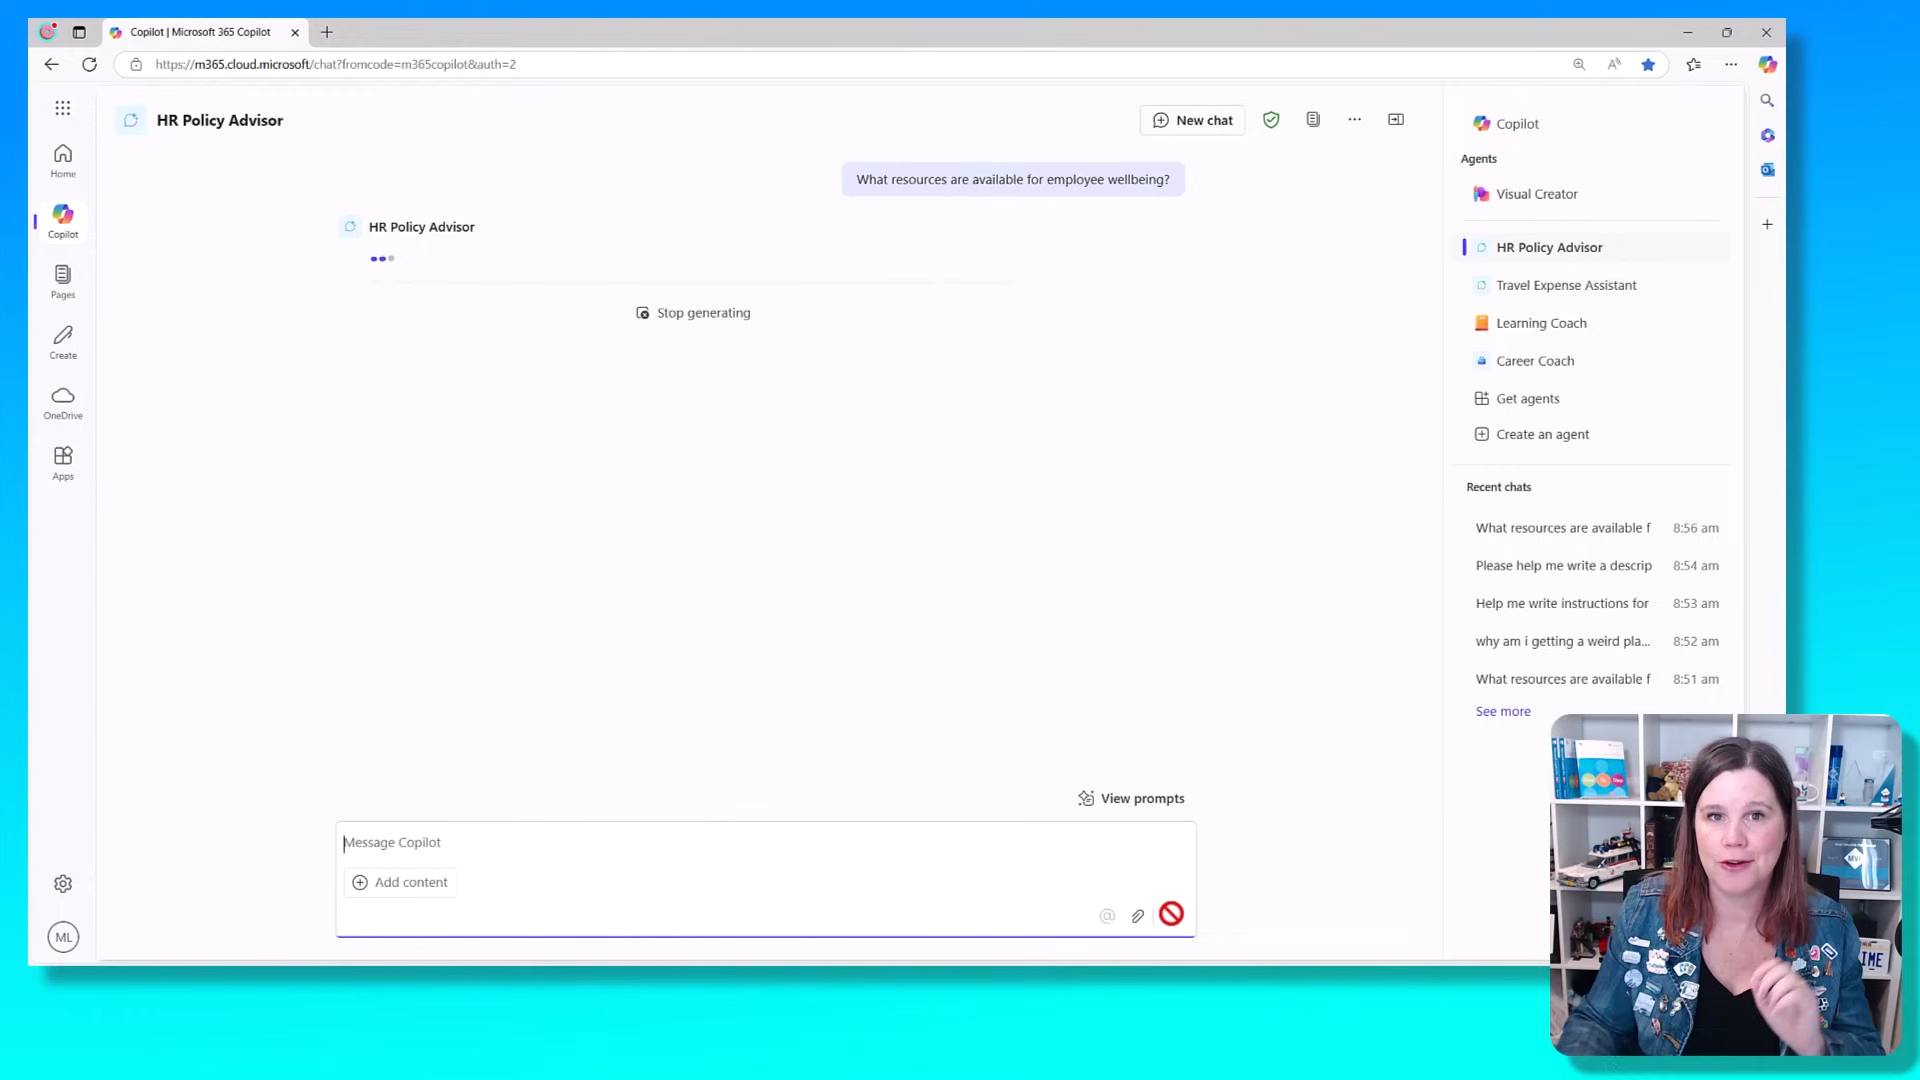 Copilot | Microsoft 365 Copilot
https://m365.cloud.microsoft/chat?fromcode=m365copilot&auth=2
HR Policy Advisor
New chat
What resources are available for employee wellbeing?
HR Policy Advisor
Stop generating
Home
Copilot
Pages
Create
OneDrive
Apps
ML
View prompts
Message Copilot
Add content
Copilot
Agents
Visual Creator
HR Policy Advisor
Travel Expense Assistant
Learning Coach
Career Coach
Get agents
Create an agent
Recent chats
What resources are available f 8:56 am
Please help me write a descrip 8:54 am
Help me write instructions for 8:53 am
why am i getting a weird pla... 8:52 am
What resources are available f 8:51 am
See more